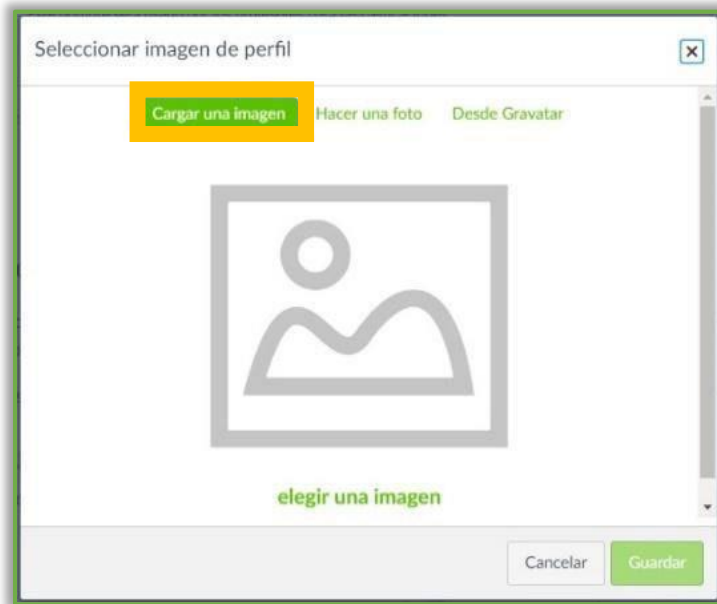 Seleccionar imagen de perfil
Cargar una imagen Hacer una foto Desde Gravatar
elegir una imagen
Cancelar Guardar